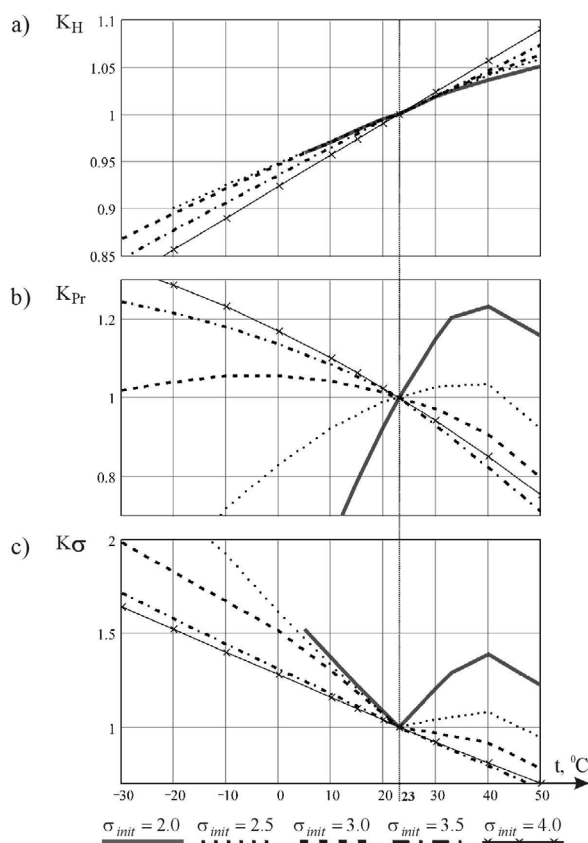 a) K_H
1.1
1.05
1
0.95
0.9
0.85
b) K_Pr
1.2
1
0.8
c) Kσ
2
1.5
1
t, ⁰C
-30 -20 -10 0 10 20 23 30 40 50
σ_init = 2.0 σ_init = 2.5 σ_init = 3.0 σ_init = 3.5 σ_init = 4.0